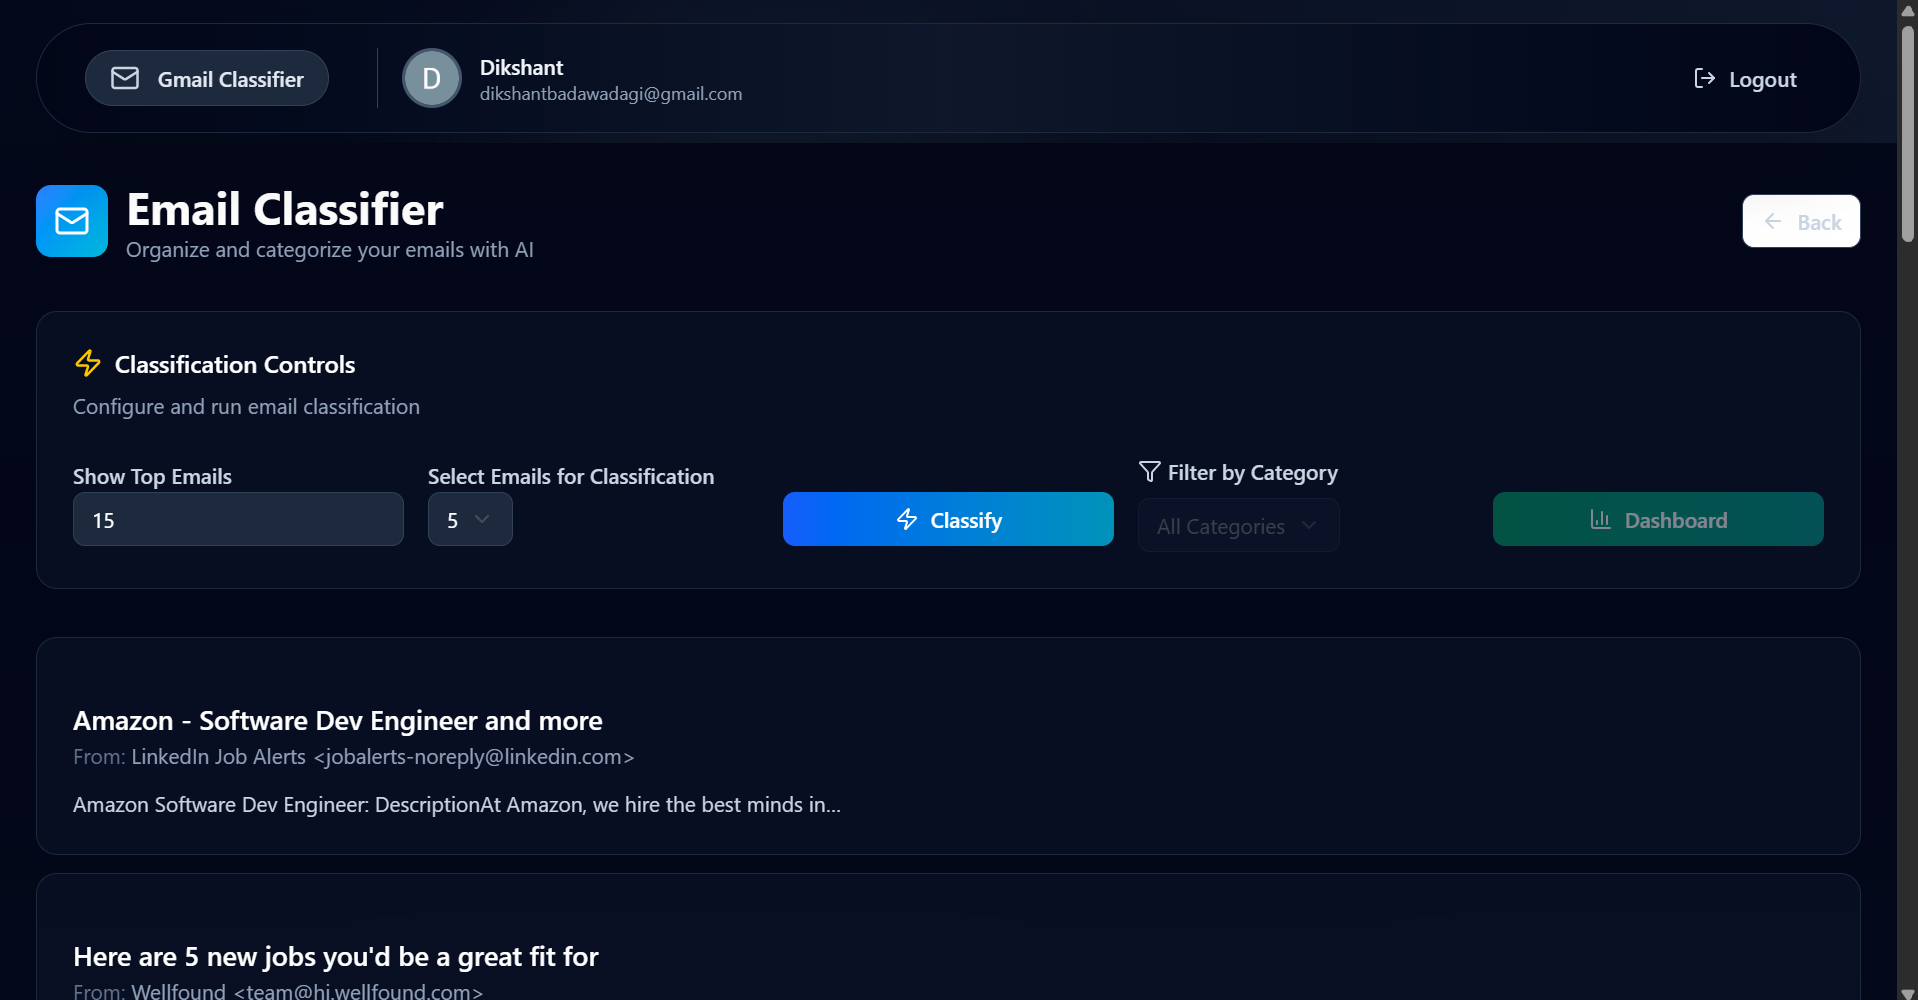 Gmail Classifier
D
Dikshant
dikshantbadawadagi@gmail.com
Logout
Email Classifier
Organize and categorize your emails with AI
Back
Classification Controls
Configure and run email classification
Show Top Emails
15
Select Emails for Classification
5
Classify
Filter by Category
All Categories
Dashboard
Amazon - Software Dev Engineer and more
From: LinkedIn Job Alerts <jobalerts-noreply@linkedin.com>
Amazon Software Dev Engineer: DescriptionAt Amazon, we hire the best minds in...
Here are 5 new jobs you'd be a great fit for
From: Wellfound <team@hi.wellfound.com>